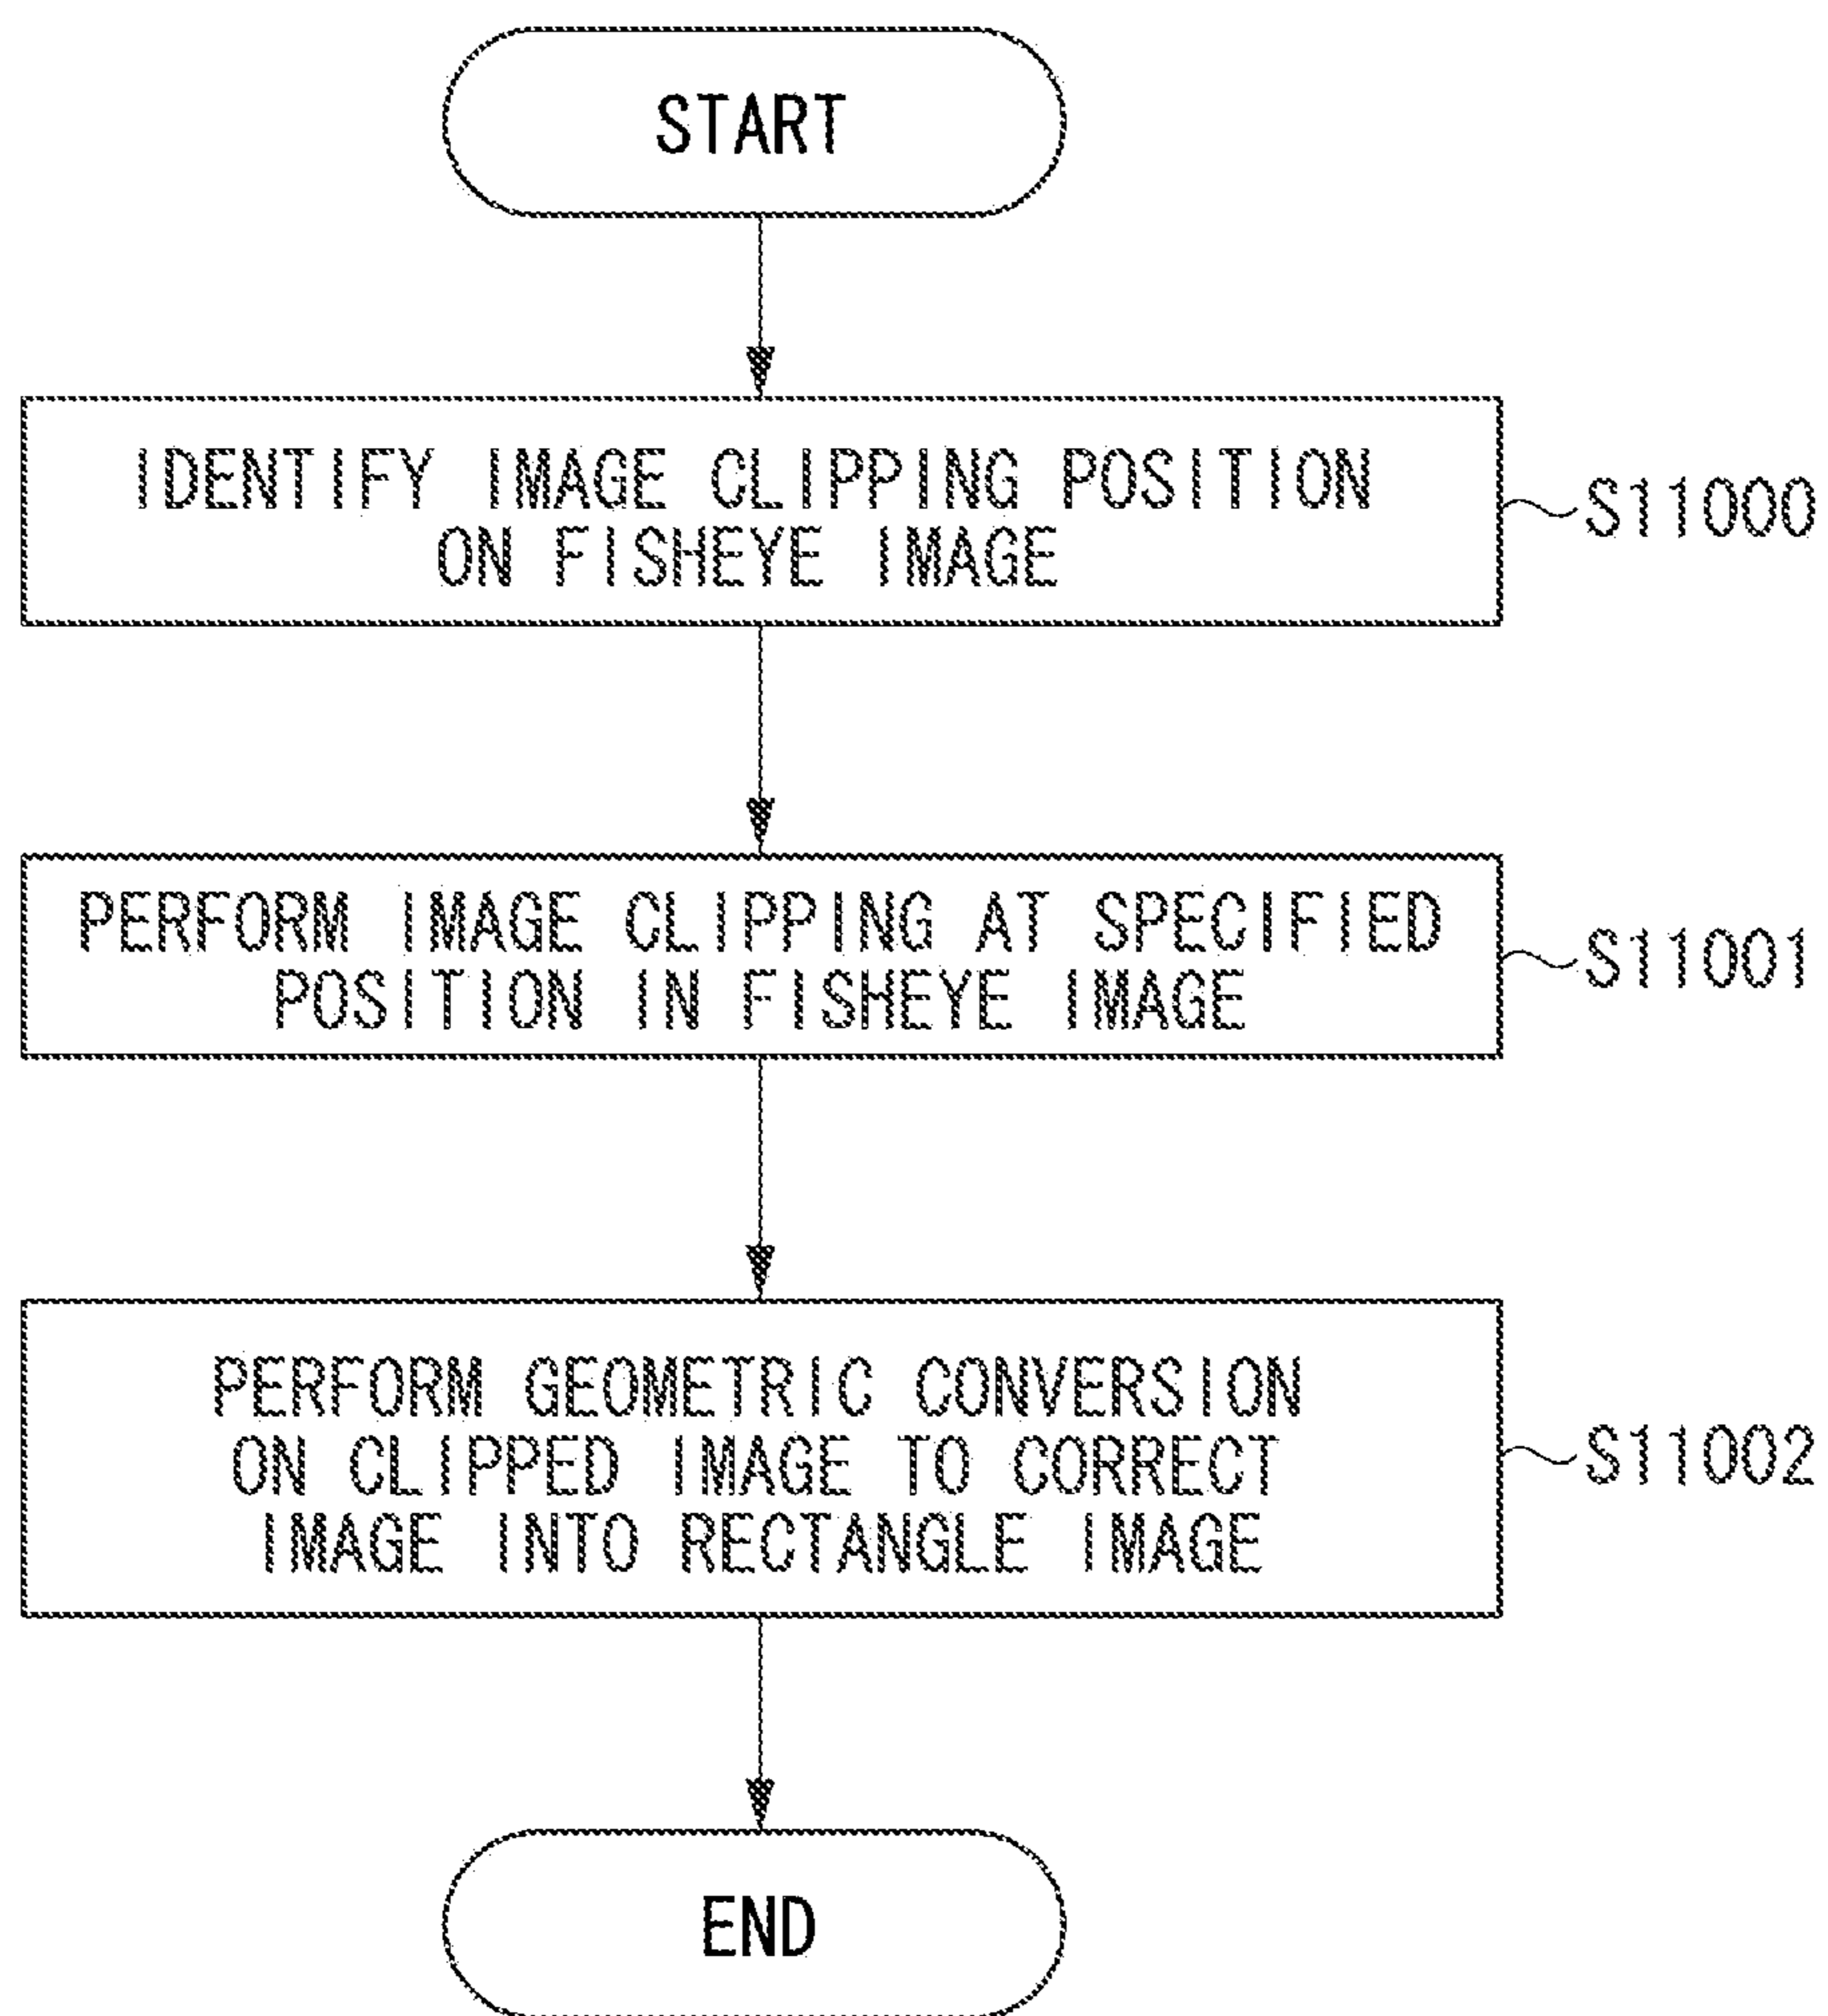 START
IDENTIFY IMAGE CLIPPING POSITION
ON FISHEYE IMAGE
S11000
PERFORM IMAGE CLIPPING AT SPECIFIED
POSITION IN FISHEYE IMAGE
S11001
PERFORM GEOMETRIC CONVERSION
ON CLIPPED IMAGE TO CORRECT
IMAGE INTO RECTANGLE IMAGE
S11002
END